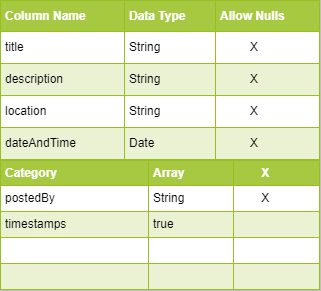 Column Name Data Type Allow Nulls
title String X
description String X
location String X
dateAndTime Date X
Category Array X
postedBy String X
timestamps true